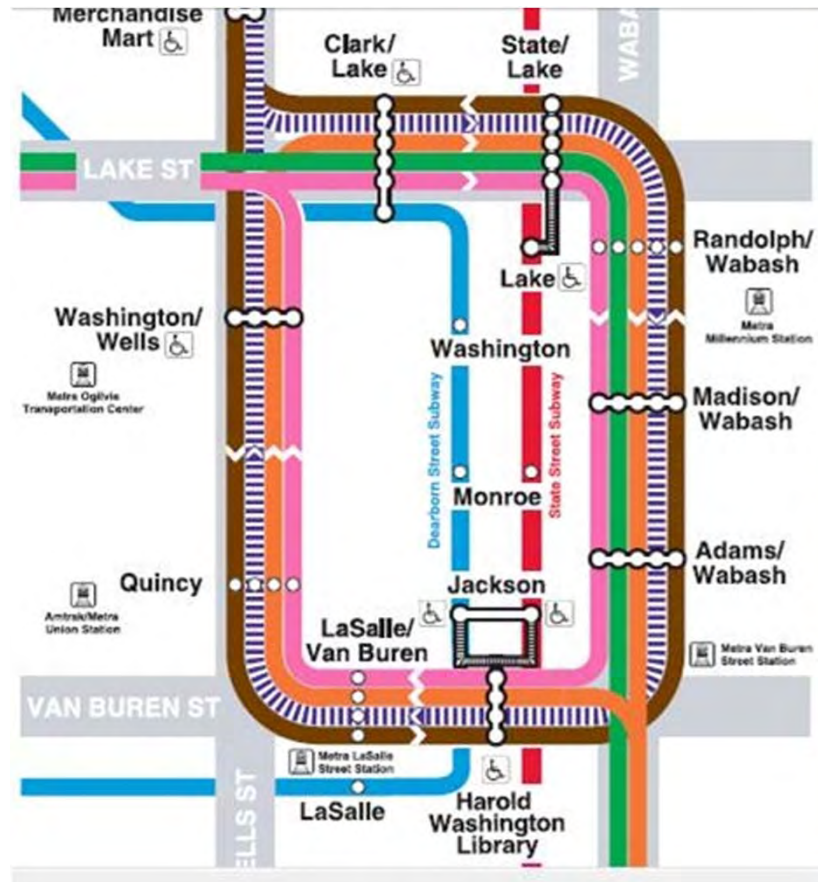 Merchandise
Mart
Clark/
Lake
State/
Lake
WABA
LAKE ST
Randolph/
Wabash
Lake
Metra
Millennium Station
Washington/
Wells
Washington
Metra Ogilvie
Transportation Center
Madison/
Wabash
Dearborn Street Subway
State Street Subway
Monroe
Adams/
Wabash
Quincy
Jackson
Amtrak/Metra
Union Station
LaSalle/
Van Buren
Metra Van Buren
Street Station
VAN BUREN ST
Metra LaSalle
Street Station
ELLS ST
LaSalle
Harold
Washington
Library